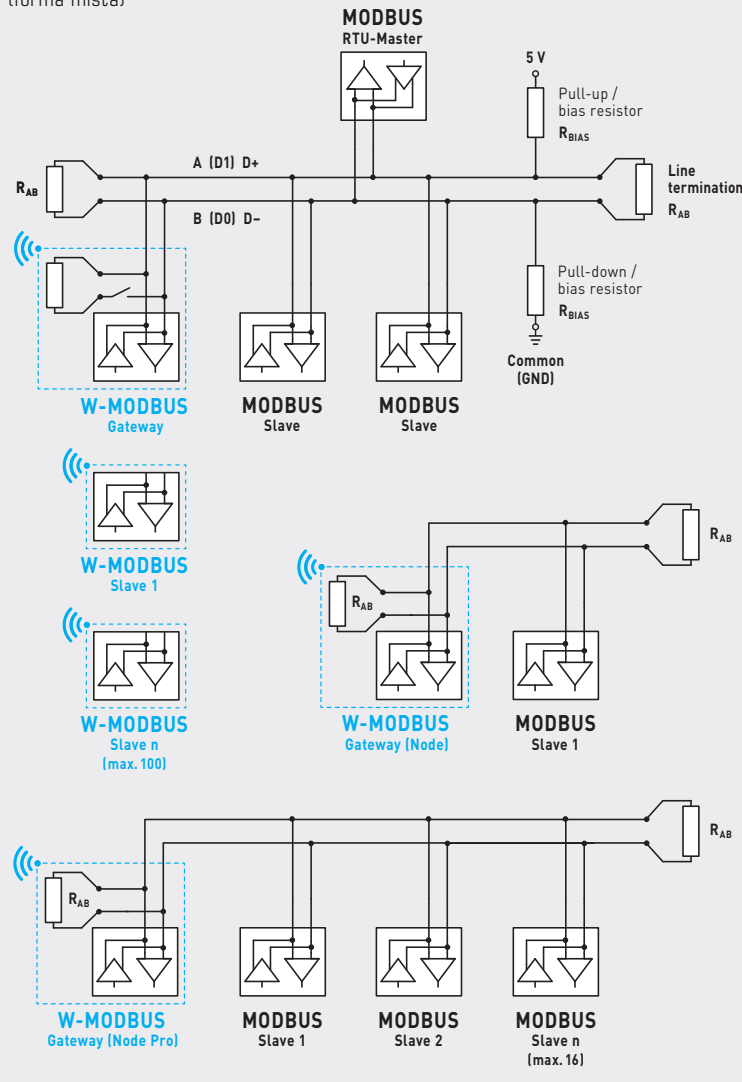 (forma mista)
MODBUS
RTU-Master
5 V
Pull-up /
bias resistor
RBIAS
A (D1) D+
RAB
Line
termination
RAB
B (D0) D–
Pull-down /
bias resistor
RBIAS
Common
(GND)
W-MODBUS
Gateway
MODBUS
Slave
MODBUS
Slave
W-MODBUS
Slave 1
RAB
RAB
W-MODBUS
Slave n
(max. 100)
W-MODBUS
Gateway (Node)
MODBUS
Slave 1
RAB
RAB
W-MODBUS
Gateway (Node Pro)
MODBUS
Slave 1
MODBUS
Slave 2
MODBUS
Slave n
(max. 16)